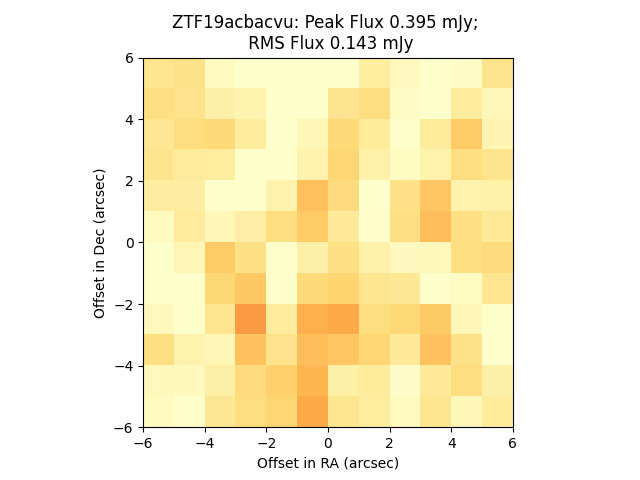 ZTF19acbacvu: Peak Flux 0.395 mJy;
RMS Flux 0.143 mJy
6
4
2
0
−2
−4
−6
Offset in Dec (arcsec)
−6 −4 −2 0 2 4 6
Offset in RA (arcsec)